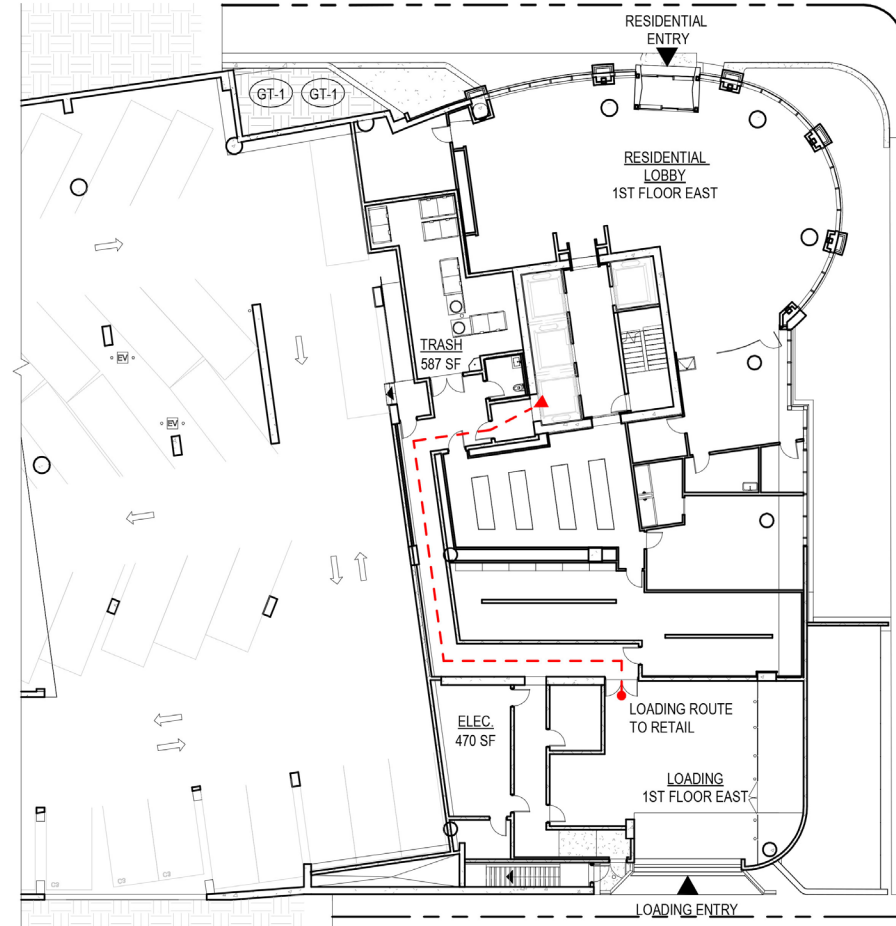 RESIDENTIAL
ENTRY
GT-1
GT-1
RESIDENTIAL
LOBBY
1ST FLOOR EAST
TRASH
587 SF
EV
EV
LOADING ROUTE
TO RETAIL
ELEC.
470 SF
LOADING
1ST FLOOR EAST
LOADING ENTRY